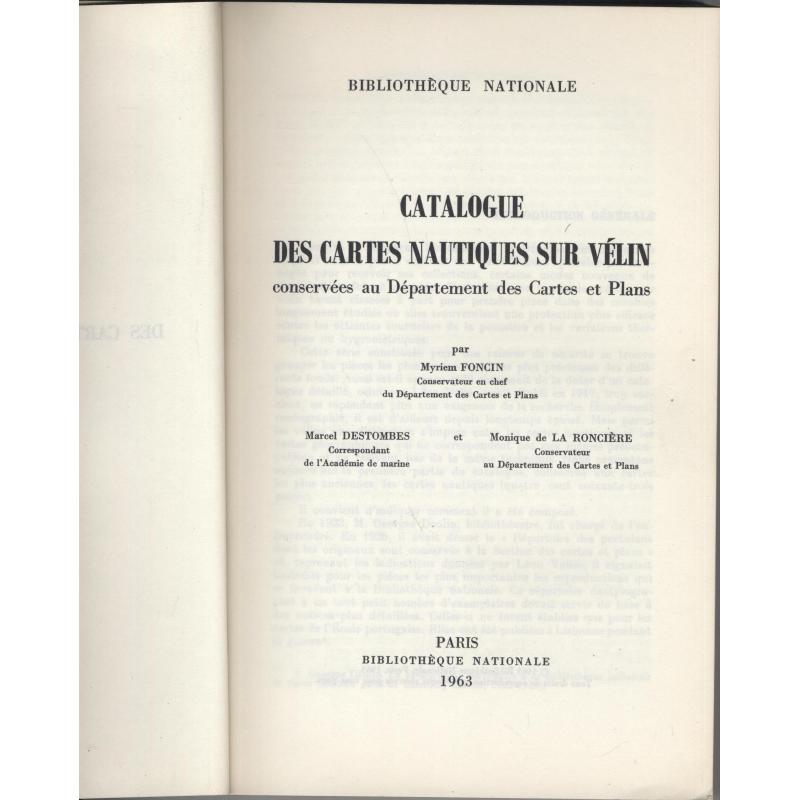 BIBLIOTHÈQUE NATIONALE
CATALOGUE
DES CARTES NAUTIQUES SUR VÉLIN
conservées au Département des Cartes et Plans
par
Myriem FONCIN
Conservateur en chef
du Département des Cartes et Plans
Marcel DESTOMBES
Correspondant
de l'Académie de marine
et
Monique de LA RONCIÈRE
Conservateur
au Département des Cartes et Plans
PARIS
BIBLIOTHÈQUE NATIONALE
1963